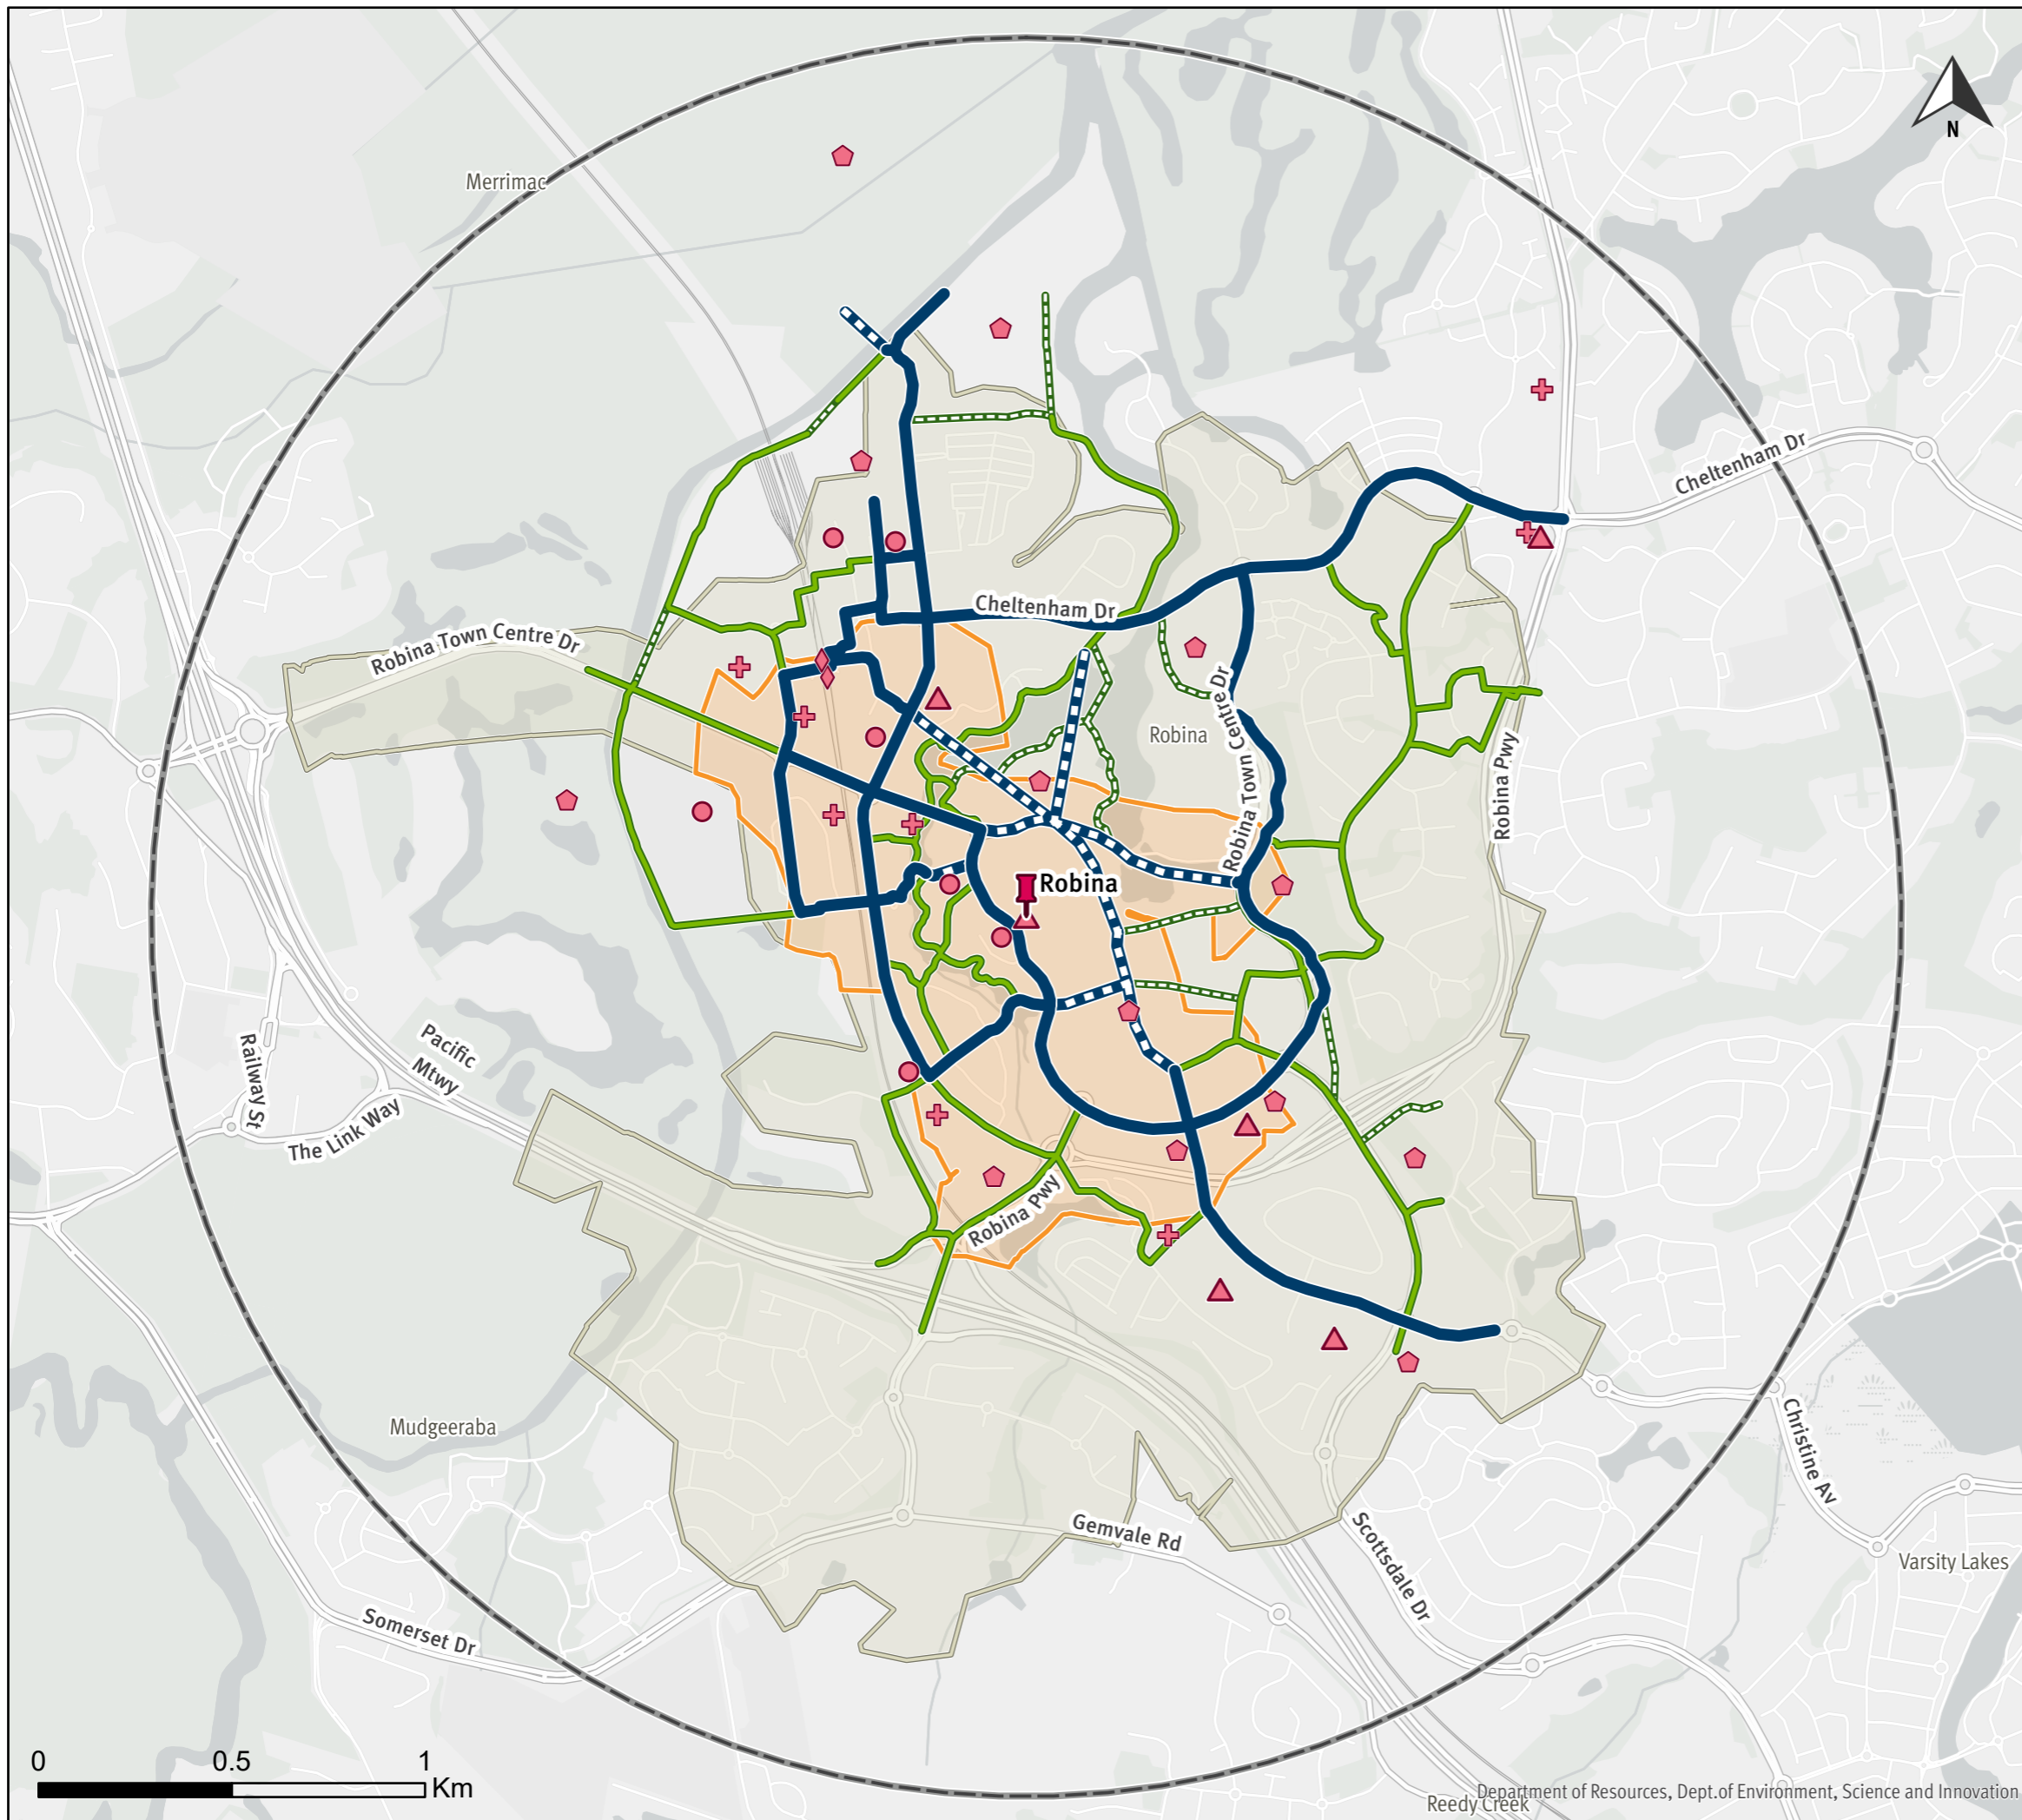 N
Merrimac
Cheltenham Dr
Cheltenham Dr
Robina Town Centre Dr
Robina Town Centre Dr
Robina
Robina Pwy
Robina
Railway St
Pacific
Mtwy
The Link Way
Robina Pwy
Mudgeeraba
Christine Av
Gemvale Rd
Scottsdale Dr
Varsity Lakes
Somerset Dr
0 0.5 1
Km
Department of Resources, Dept.of Environment, Science and Innovation
Reedy Creek